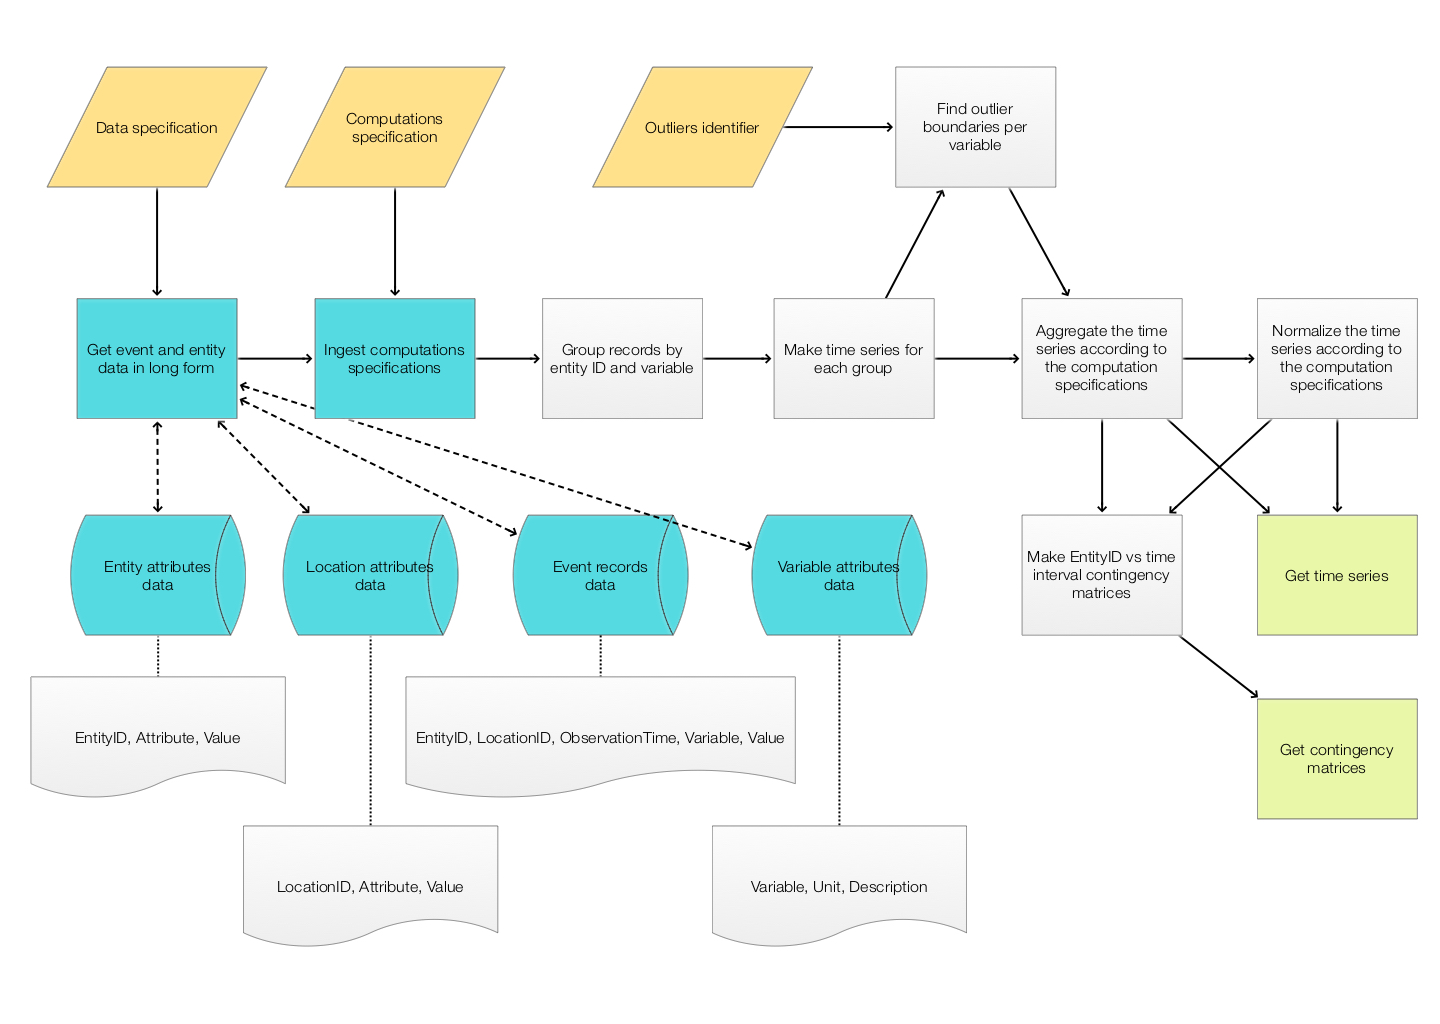 Data specification
Computations
specification
Outliers identifier
Find outlier
boundaries per
variable
Get event and entity
data in long form
Ingest computations
specifications
Group records by
entity ID and variable
Make time series for
each group
Aggregate the time
series according to
the computation
specifications
Normalize the time
series according to
the computation
specifications
Entity attributes
data
Location attributes
data
Event records
data
Variable attributes
data
Make EntityID vs time
interval contingency
matrices
Get time series
EntityID, Attribute, Value
EntityID, LocationID, ObservationTime, Variable, Value
Get contingency
matrices
LocationID, Attribute, Value
Variable, Unit, Description